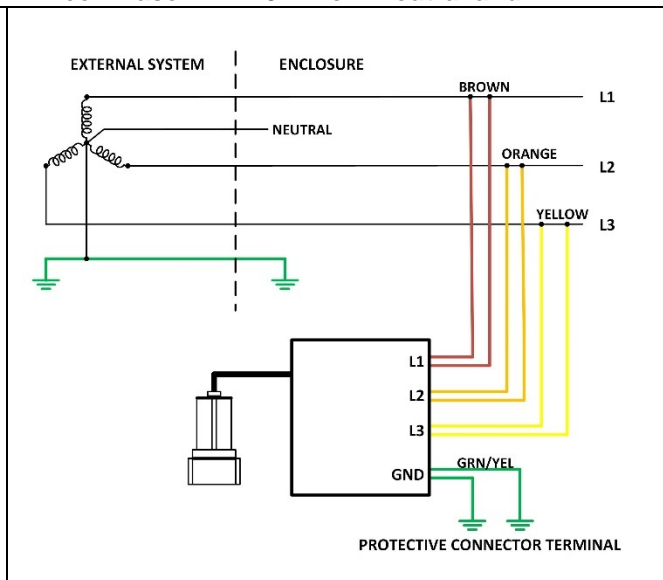 EXTERNAL SYSTEM
ENCLOSURE
BROWN
L1
NEUTRAL
ORANGE
L2
YELLOW
L3
L1
L2
L3
GND
GRN/YEL
PROTECTIVE CONNECTOR TERMINAL